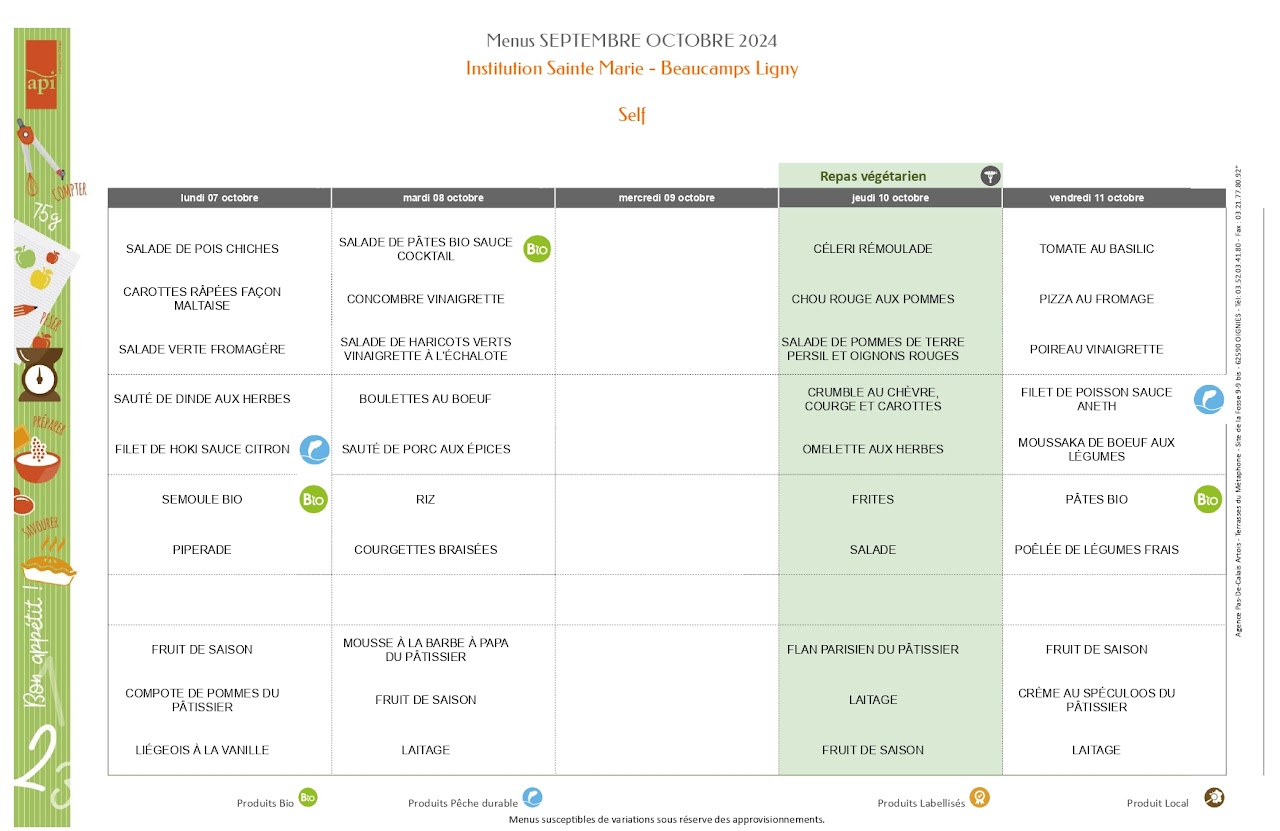 Menus SEPTEMBRE OCTOBRE 2024
Institution Sainte Marie - Beaucamps Ligny
Self
api
COMPTER
75g
PESER
PRÉPARER
SAVOURER
Bon appétit !
Repas végétarien
lundi 07 octobre
mardi 08 octobre
mercredi 09 octobre
jeudi 10 octobre
vendredi 11 octobre
SALADE DE POIS CHICHES
SALADE DE PÂTES BIO SAUCE
COCKTAIL
Bio
CÉLERI RÉMOULADE
TOMATE AU BASILIC
CAROTTES RÂPÉES FAÇON
MALTAISE
CONCOMBRE VINAIGRETTE
CHOU ROUGE AUX POMMES
PIZZA AU FROMAGE
SALADE VERTE FROMAGÈRE
SALADE DE HARICOTS VERTS
VINAIGRETTE À L'ÉCHALOTE
SALADE DE POMMES DE TERRE
PERSIL ET OIGNONS ROUGES
POIREAU VINAIGRETTE
SAUTÉ DE DINDE AUX HERBES
BOULETTES AU BOEUF
CRUMBLE AU CHÈVRE,
COURGE ET CAROTTES
FILET DE POISSON SAUCE
ANETH
FILET DE HOKI SAUCE CITRON
SAUTÉ DE PORC AUX ÉPICES
OMELETTE AUX HERBES
MOUSSAKA DE BOEUF AUX
LÉGUMES
SEMOULE BIO
Bio
RIZ
FRITES
PÂTES BIO
Bio
PIPERADE
COURGETTES BRAISÉES
SALADE
POÊLÉE DE LÉGUMES FRAIS
FRUIT DE SAISON
MOUSSE À LA BARBE À PAPA
DU PÂTISSIER
FLAN PARISIEN DU PÂTISSIER
FRUIT DE SAISON
COMPOTE DE POMMES DU
PÂTISSIER
FRUIT DE SAISON
LAITAGE
CRÈME AU SPÉCULOOS DU
PÂTISSIER
LIÉGEOIS À LA VANILLE
LAITAGE
FRUIT DE SAISON
LAITAGE
Produits Bio
Bio
Produits Pêche durable
Produits Labellisés
Produit Local
Menus susceptibles de variations sous réserve des approvisionnements.
Agence Pas-De-Calais Artois - Terrasses du Métaphone - Site de la Fosse 9-9 bis - 62590 OIGNIES - Tél: 03.52.03.41.80 - Fax : 03.21.77.80.92"